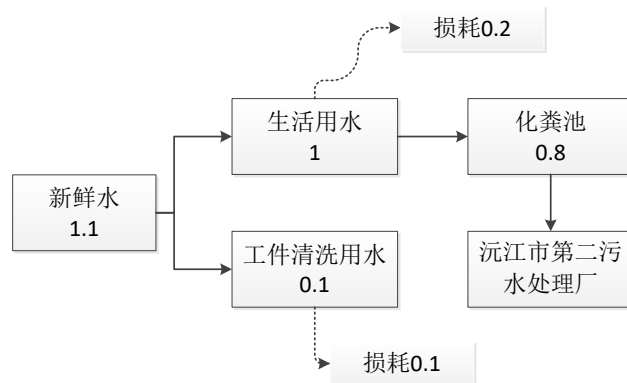 损耗0.2
生活用水
1
化粪池
0.8
新鲜水
1.1
工件清洗用水
0.1
沅江市第二污
水处理厂
损耗0.1